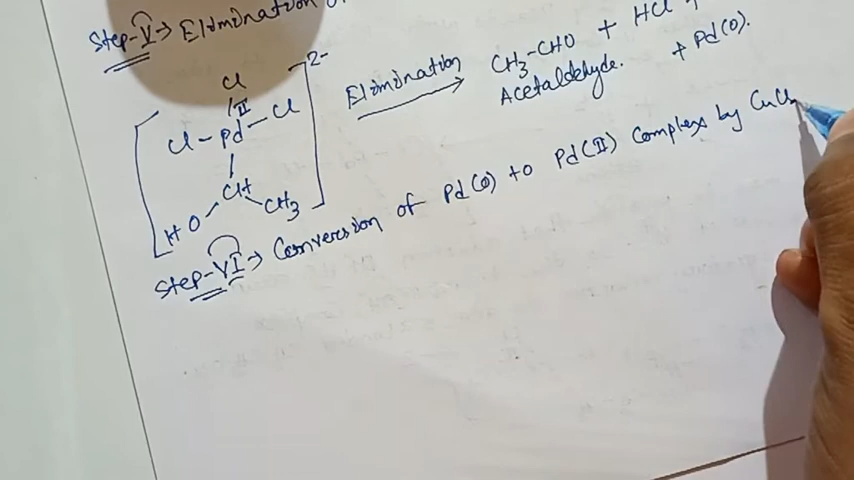 Step-V → Elimination
Cl 2-
Cl - Pd II - Cl
CH
HO CH3
Elimination
CH3-CHO + HCl +
Acetaldehyde. + Pd(0).
Step-VI → Conversion of Pd(0) to Pd(II) Complex by CuCl